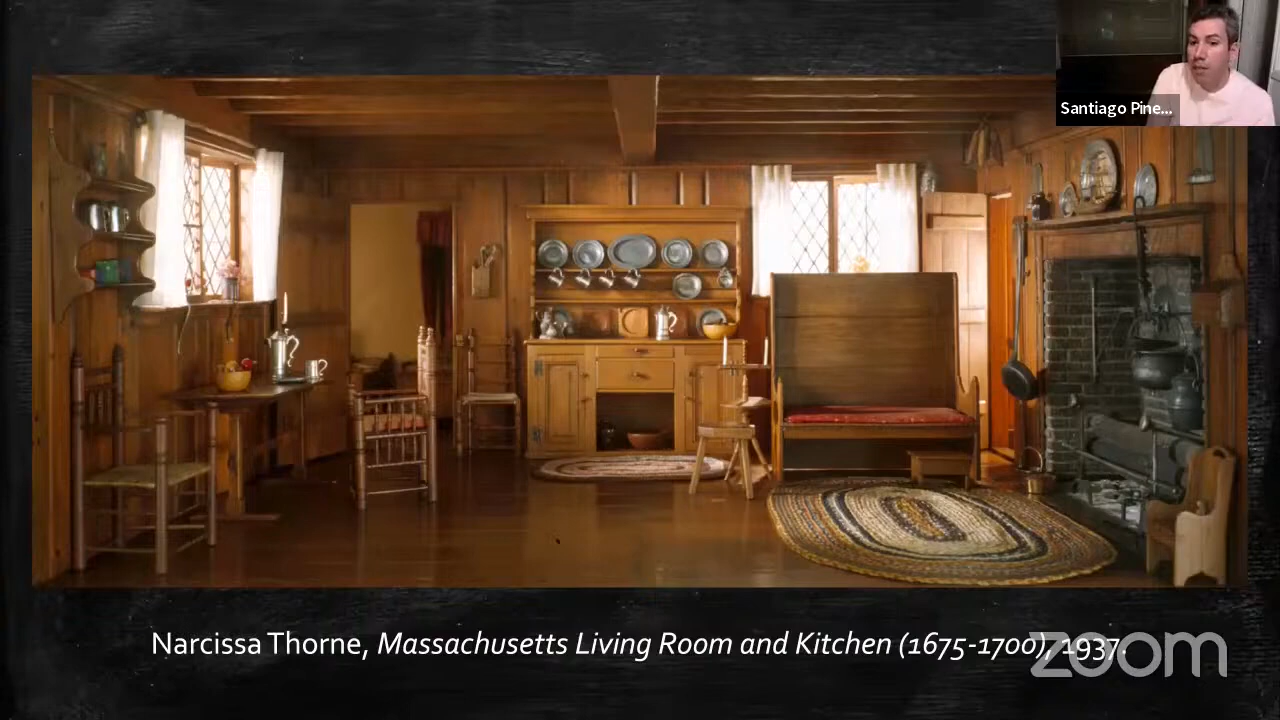 Santiago Pine...
Narcissa Thorne, Massachusetts Living Room and Kitchen (1675-1700), 1937.
zoom